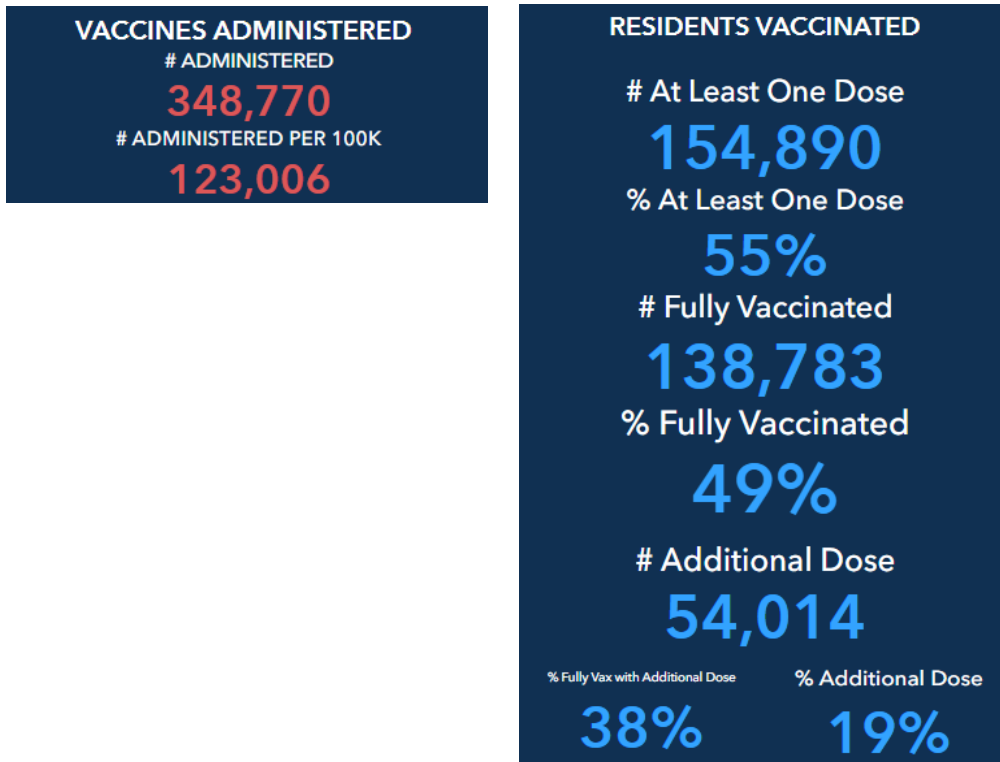 VACCINES ADMINISTERED
# ADMINISTERED
348,770
# ADMINISTERED PER 100K
123,006
RESIDENTS VACCINATED
# At Least One Dose
154,890
% At Least One Dose
55%
# Fully Vaccinated
138,783
% Fully Vaccinated
49%
# Additional Dose
54,014
% Fully Vax with Additional Dose
38%
% Additional Dose
19%